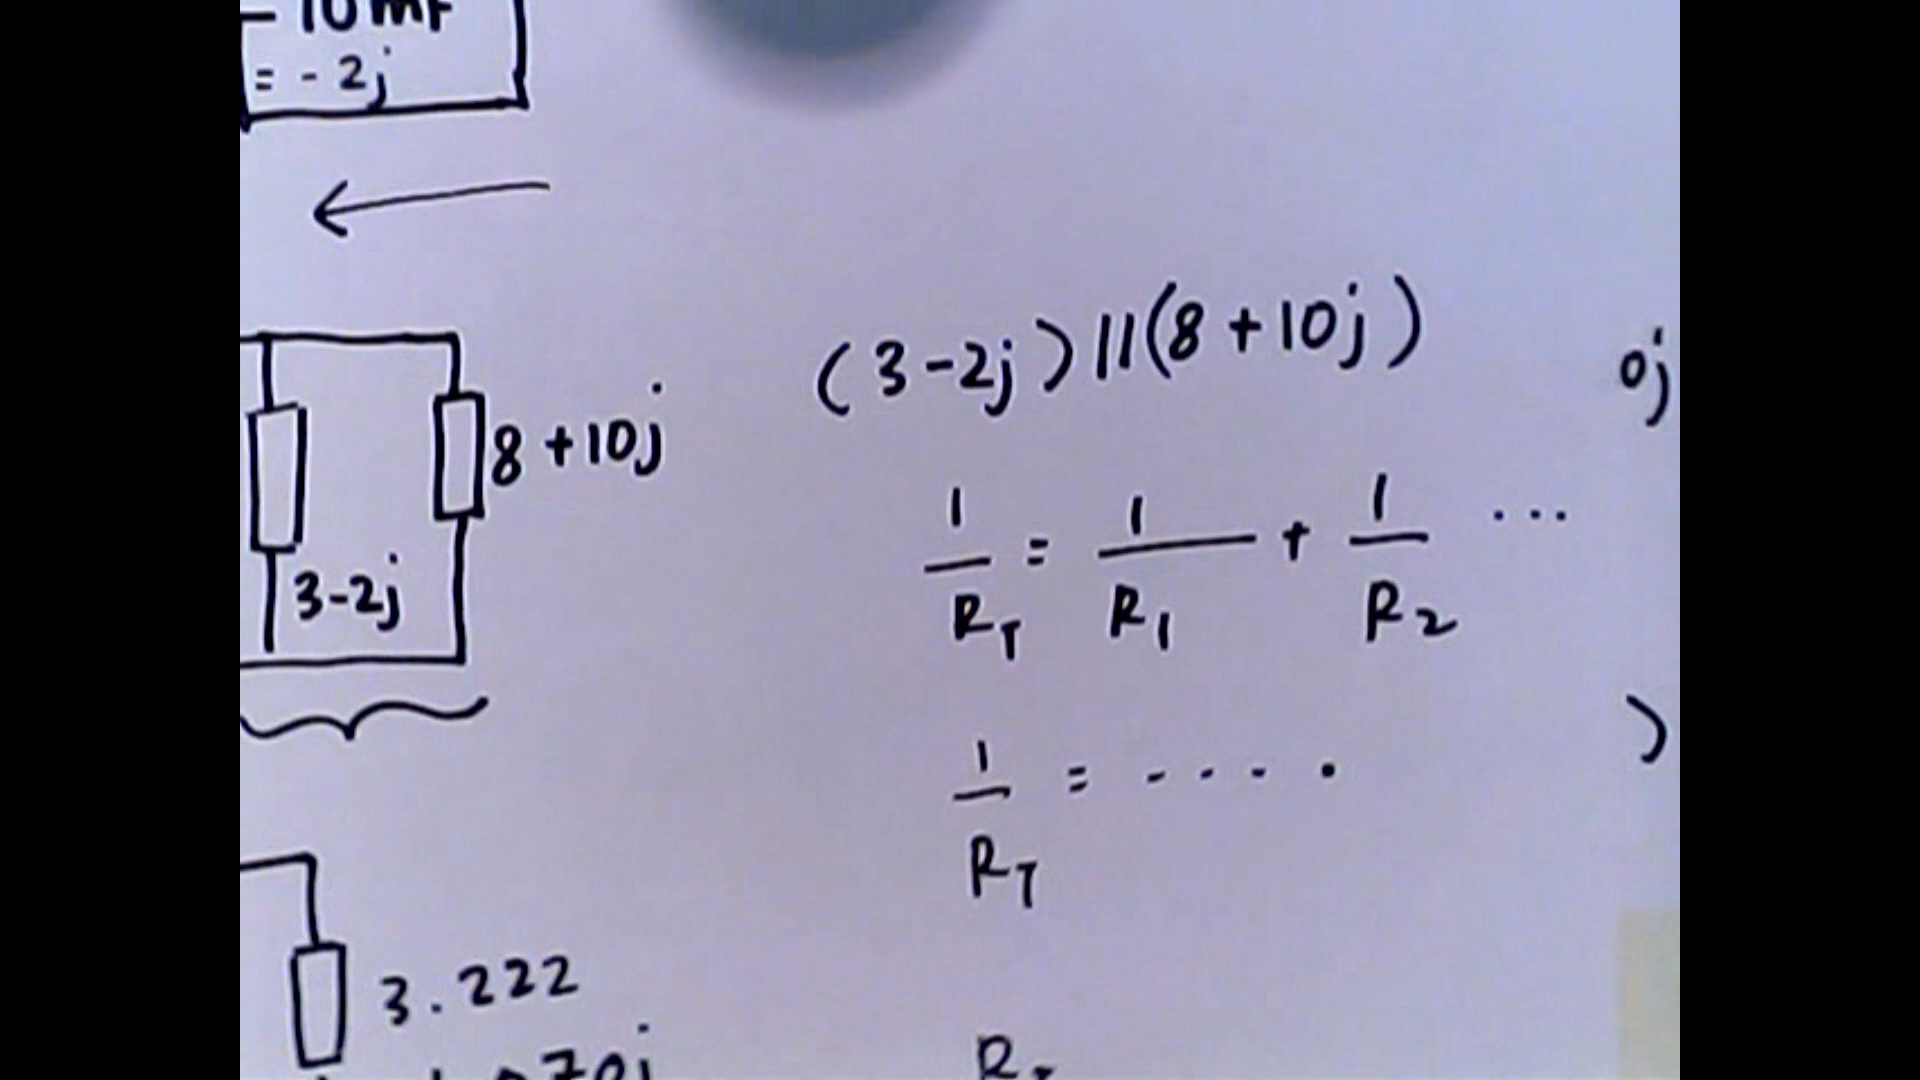 - 10mF
= - 2j
(3-2j)||(8+10j)
0j
8+10j
1/R_T = 1/R_1 + 1/R_2 ...
3-2j
)
1/R_T = - - - - .
3.222
R_T